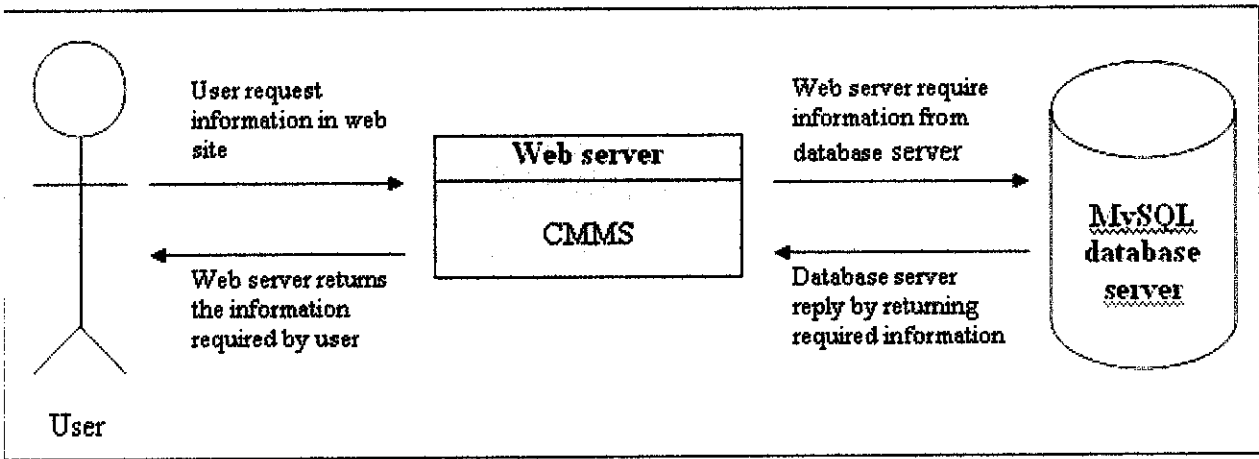 User request
information in web
site
Web server
CMMS
Web server returns
the information
required by user
Web server require
information from
database server
Database server
reply by returning
required information
MySQL
database
server
User